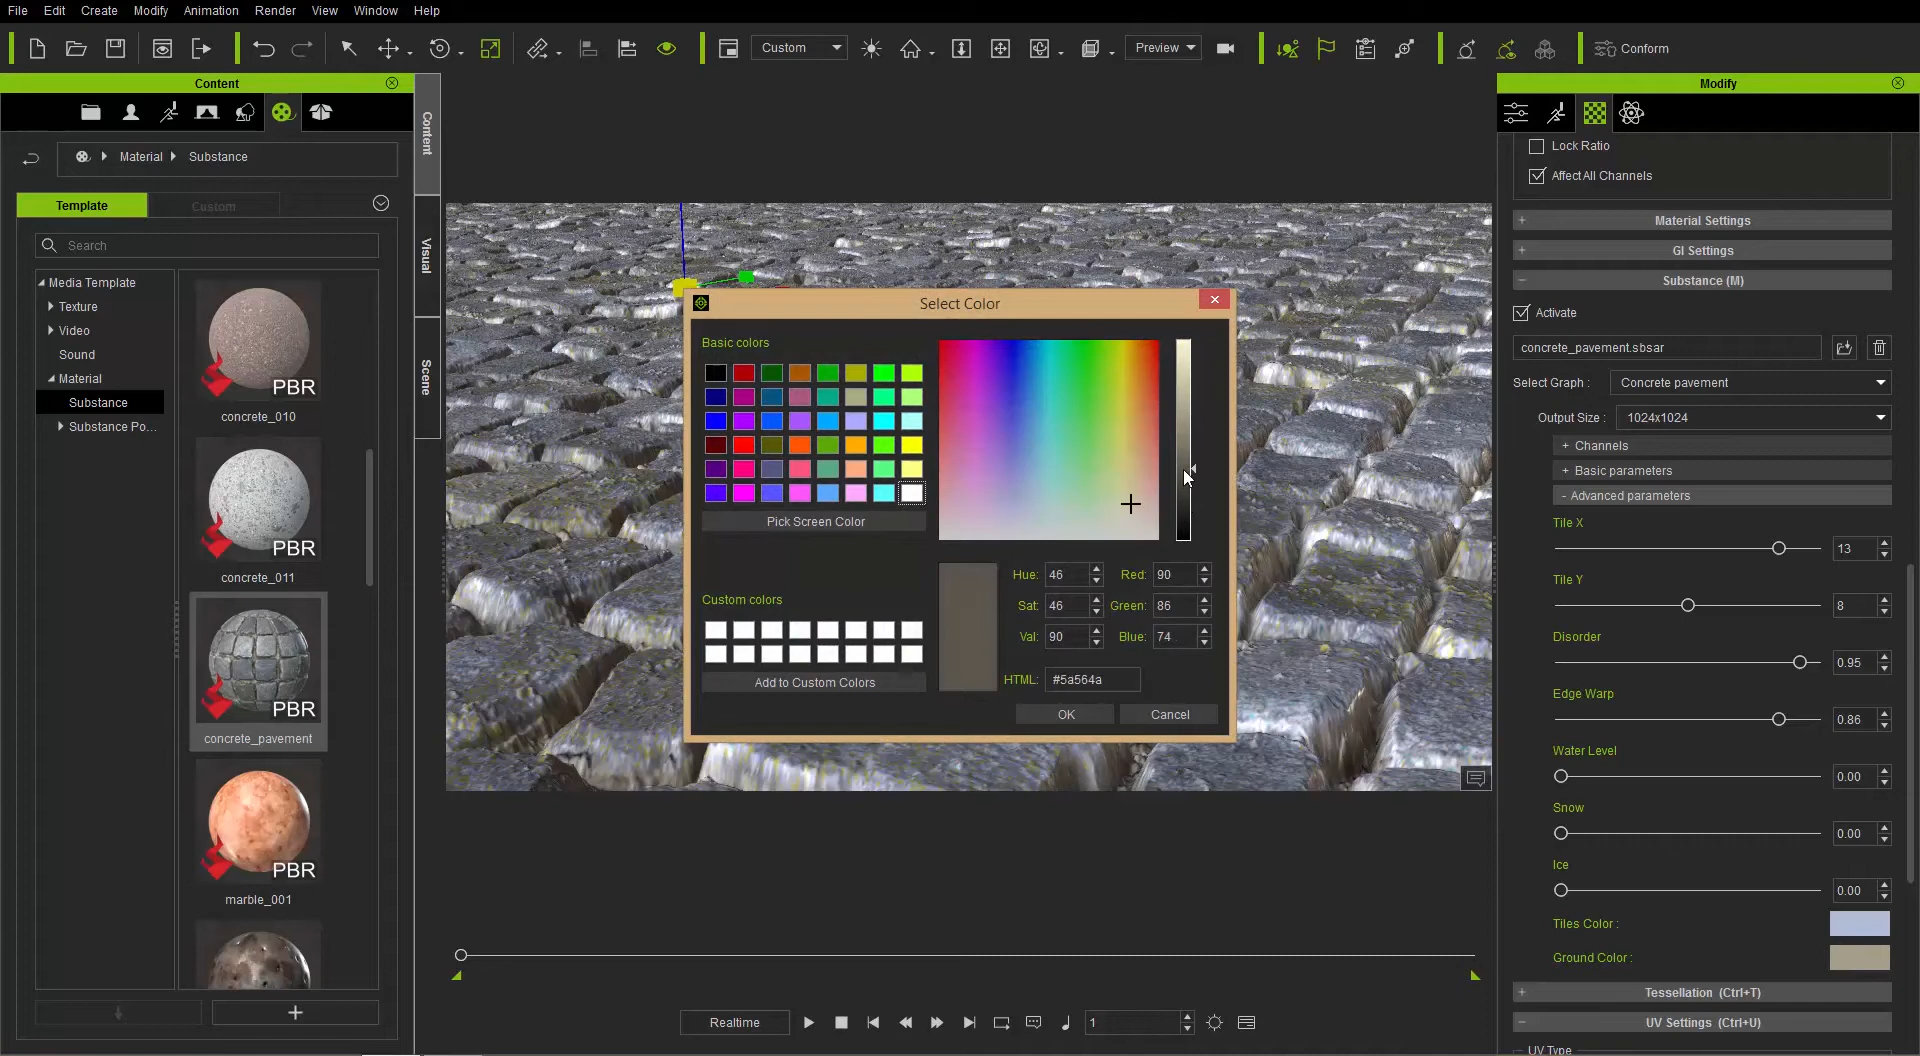 File Edit Create Modify Animation Render View Window Help
Custom
Preview
Conform
Content
Modify
Material Substance
Template
Custom
Search
Media Template
Texture
Video
Sound
Material
Substance
Substance Po...
PBR
concrete_010
PBR
concrete_011
PBR
concrete_pavement
PBR
marble_001
Content
Visual
Scene
Select Color
Basic colors
Pick Screen Color
Custom colors
Add to Custom Colors
Hue: 46 Red: 90
Sat: 46 Green: 86
Val: 90 Blue: 74
HTML: #5a564a
OK Cancel
Realtime
1
Lock Ratio
Affect All Channels
+ Material Settings
+ GI Settings
- Substance (M)
Activate
concrete_pavement.sbsar
Select Graph : Concrete pavement
Output Size : 1024x1024
+ Channels
+ Basic parameters
- Advanced parameters
Tile X
13
Tile Y
8
Disorder
0.95
Edge Warp
0.86
Water Level
0.00
Snow
0.00
Ice
0.00
Tiles Color :
Ground Color :
+ Tessellation (Ctrl+T)
- UV Settings (Ctrl+U)
UV Type